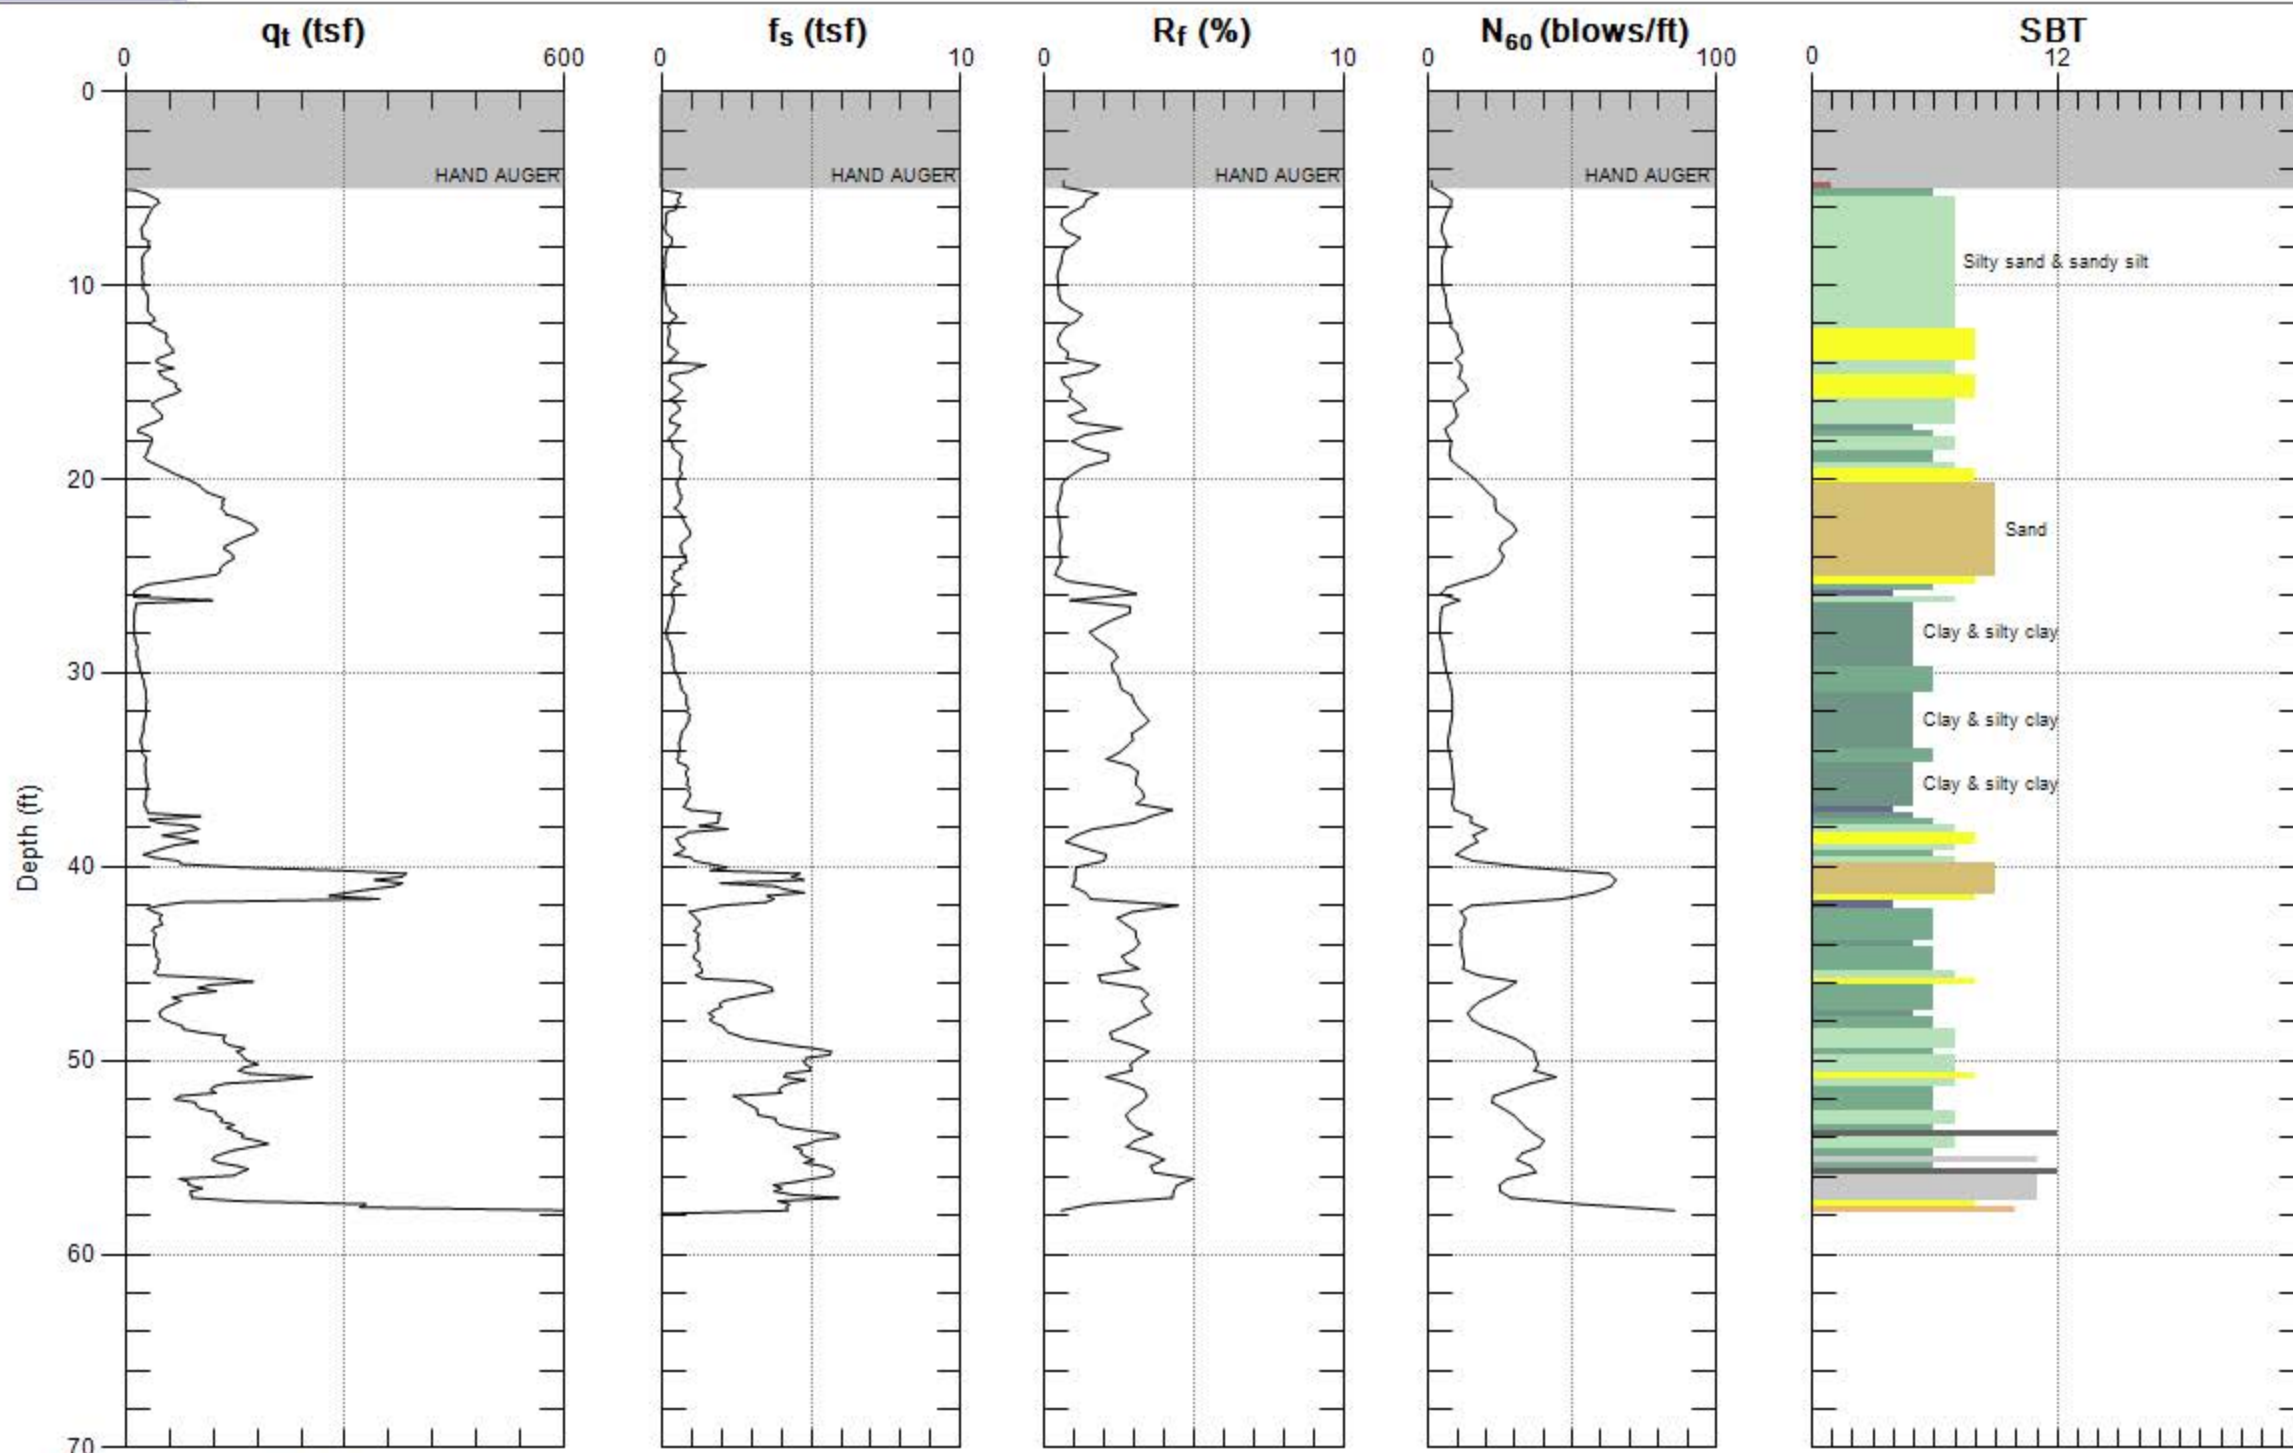 qt (tsf) fs (tsf) Rf (%) N60 (blows/ft) SBT
0 600 0 10 0 10 0 100 0 12
0
HAND AUGER HAND AUGER HAND AUGER HAND AUGER
Silty sand & sandy silt
10
20
Sand
Clay & silty clay
30
Clay & silty clay
Clay & silty clay
Depth (ft)
40
50
60
70